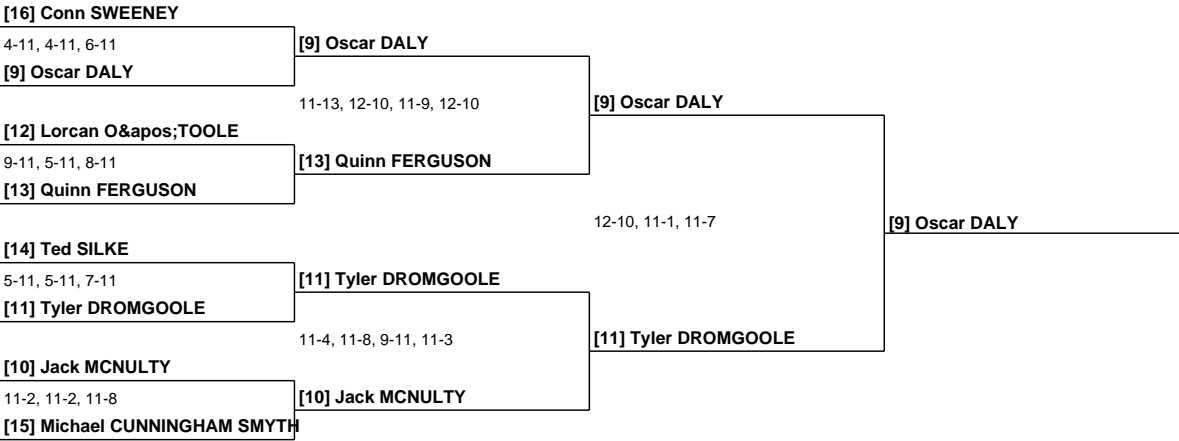 [16] Conn SWEENEY
4-11, 4-11, 6-11
[9] Oscar DALY
[9] Oscar DALY
11-13, 12-10, 11-9, 12-10
[9] Oscar DALY
[12] Lorcan O&apos;TOOLE
9-11, 5-11, 8-11
[13] Quinn FERGUSON
[13] Quinn FERGUSON
12-10, 11-1, 11-7
[9] Oscar DALY
[14] Ted SILKE
5-11, 5-11, 7-11
[11] Tyler DROMGOOLE
[11] Tyler DROMGOOLE
11-4, 11-8, 9-11, 11-3
[11] Tyler DROMGOOLE
[10] Jack MCNULTY
11-2, 11-2, 11-8
[10] Jack MCNULTY
[15] Michael CUNNINGHAM SMYTH